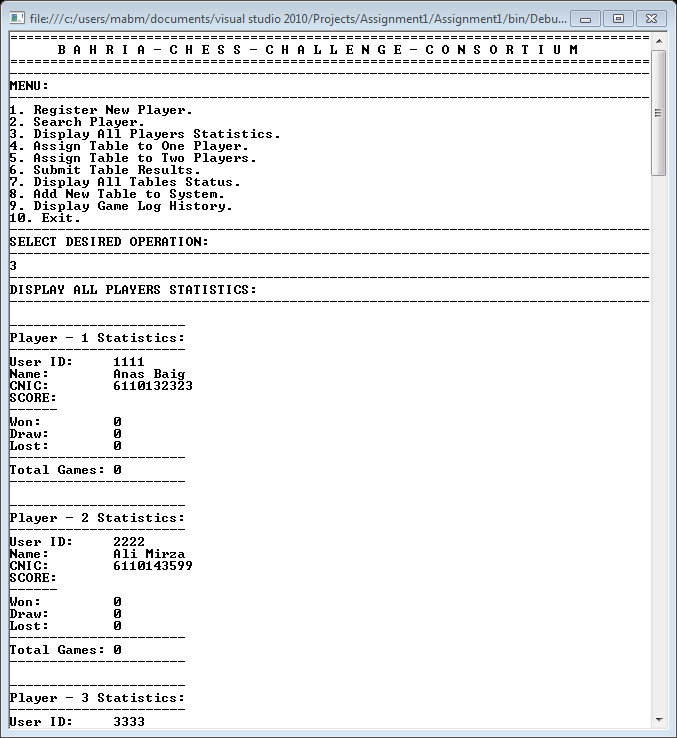 file:///c:/users/mabm/documents/visual studio 2010/Projects/Assignment1/Assignment1/bin/Debu...
B A H R I A - C H E S S - C H A L L E N G E - C O N S O R T I U M
MENU:
1. Register New Player.
2. Search Player.
3. Display All Players Statistics.
4. Assign Table to One Player.
5. Assign Table to Two Players.
6. Submit Table Results.
7. Display All Tables Status.
8. Add New Table to System.
9. Display Game Log History.
10. Exit.
SELECT DESIRED OPERATION:
3
DISPLAY ALL PLAYERS STATISTICS:
Player - 1 Statistics:
User ID: 1111
Name: Anas Baig
CNIC: 6110132323
SCORE:
Won: 0
Draw: 0
Lost: 0
Total Games: 0
Player - 2 Statistics:
User ID: 2222
Name: Ali Mirza
CNIC: 6110143599
SCORE:
Won: 0
Draw: 0
Lost: 0
Total Games: 0
Player - 3 Statistics:
User ID: 3333